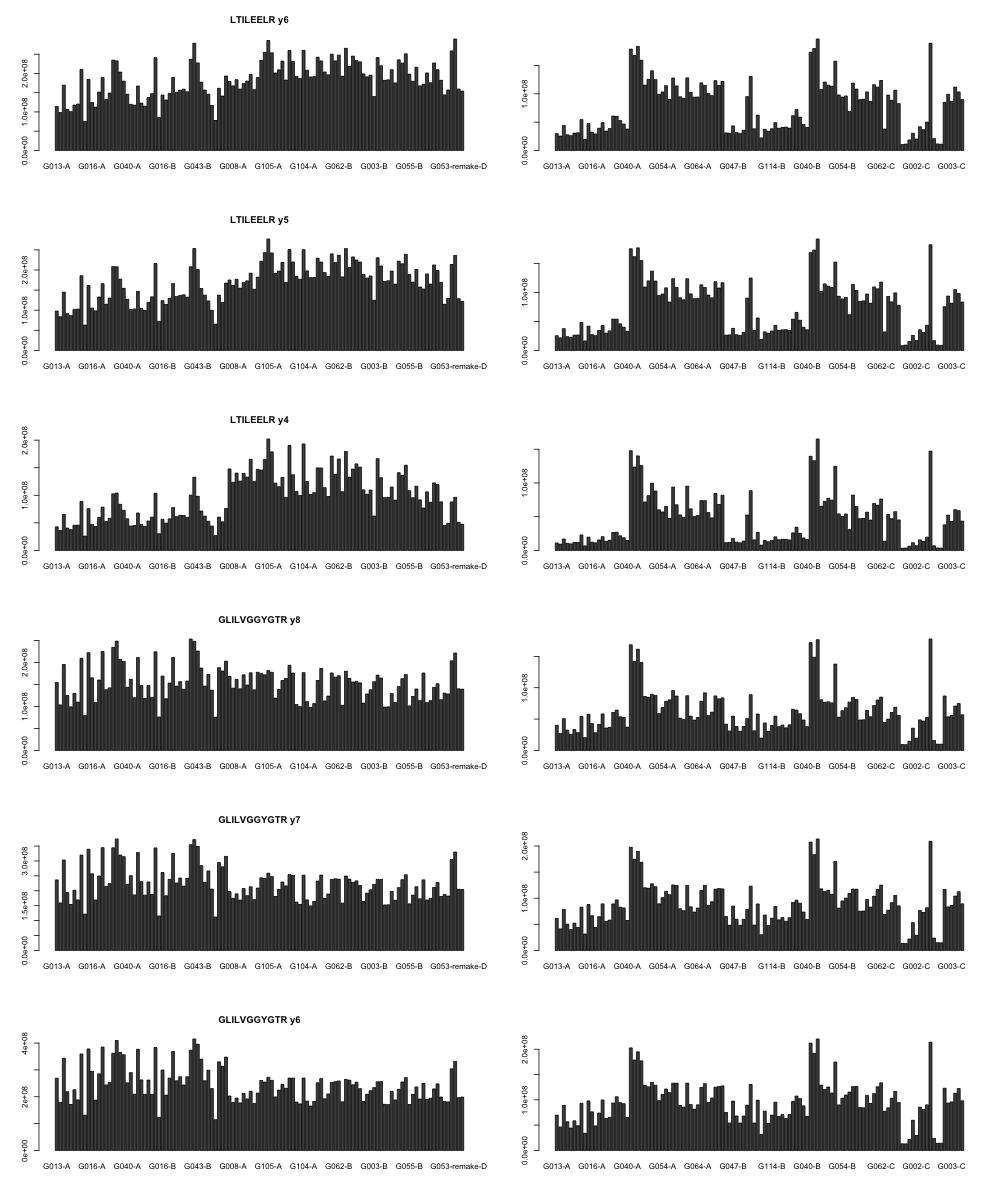 LTILEELR y6
0.0e+00 1.0e+08 2.0e+08
G013-A G016-A G040-A G016-B G043-B G008-A G105-A G104-A G062-B G003-B G055-B G053-remake-D
0.0e+00 1.0e+08
G013-A G016-A G040-A G054-A G064-A G047-B G114-B G040-B G054-B G062-C G002-C G003-C
LTILEELR y5
0.0e+00 1.0e+08 2.0e+08
G013-A G016-A G040-A G016-B G043-B G008-A G105-A G104-A G062-B G003-B G055-B G053-remake-D
0.0e+00 1.0e+08
G013-A G016-A G040-A G054-A G064-A G047-B G114-B G040-B G054-B G062-C G002-C G003-C
LTILEELR y4
0.0e+00 1.0e+08 2.0e+08
G013-A G016-A G040-A G016-B G043-B G008-A G105-A G104-A G062-B G003-B G055-B G053-remake-D
0.0e+00 1.0e+08
G013-A G016-A G040-A G054-A G064-A G047-B G114-B G040-B G054-B G062-C G002-C G003-C
GLILVGGYGTR y8
0.0e+00 1.0e+08 2.0e+08
G013-A G016-A G040-A G016-B G043-B G008-A G105-A G104-A G062-B G003-B G055-B G053-remake-D
0.0e+00 1.0e+08
G013-A G016-A G040-A G054-A G064-A G047-B G114-B G040-B G054-B G062-C G002-C G003-C
GLILVGGYGTR y7
0.0e+00 1.5e+08 3.0e+08
G013-A G016-A G040-A G016-B G043-B G008-A G105-A G104-A G062-B G003-B G055-B G053-remake-D
0.0e+00 1.0e+08 2.0e+08
G013-A G016-A G040-A G054-A G064-A G047-B G114-B G040-B G054-B G062-C G002-C G003-C
GLILVGGYGTR y6
0e+00 2e+08 4e+08
G013-A G016-A G040-A G016-B G043-B G008-A G105-A G104-A G062-B G003-B G055-B G053-remake-D
0.0e+00 1.0e+08 2.0e+08
G013-A G016-A G040-A G054-A G064-A G047-B G114-B G040-B G054-B G062-C G002-C G003-C